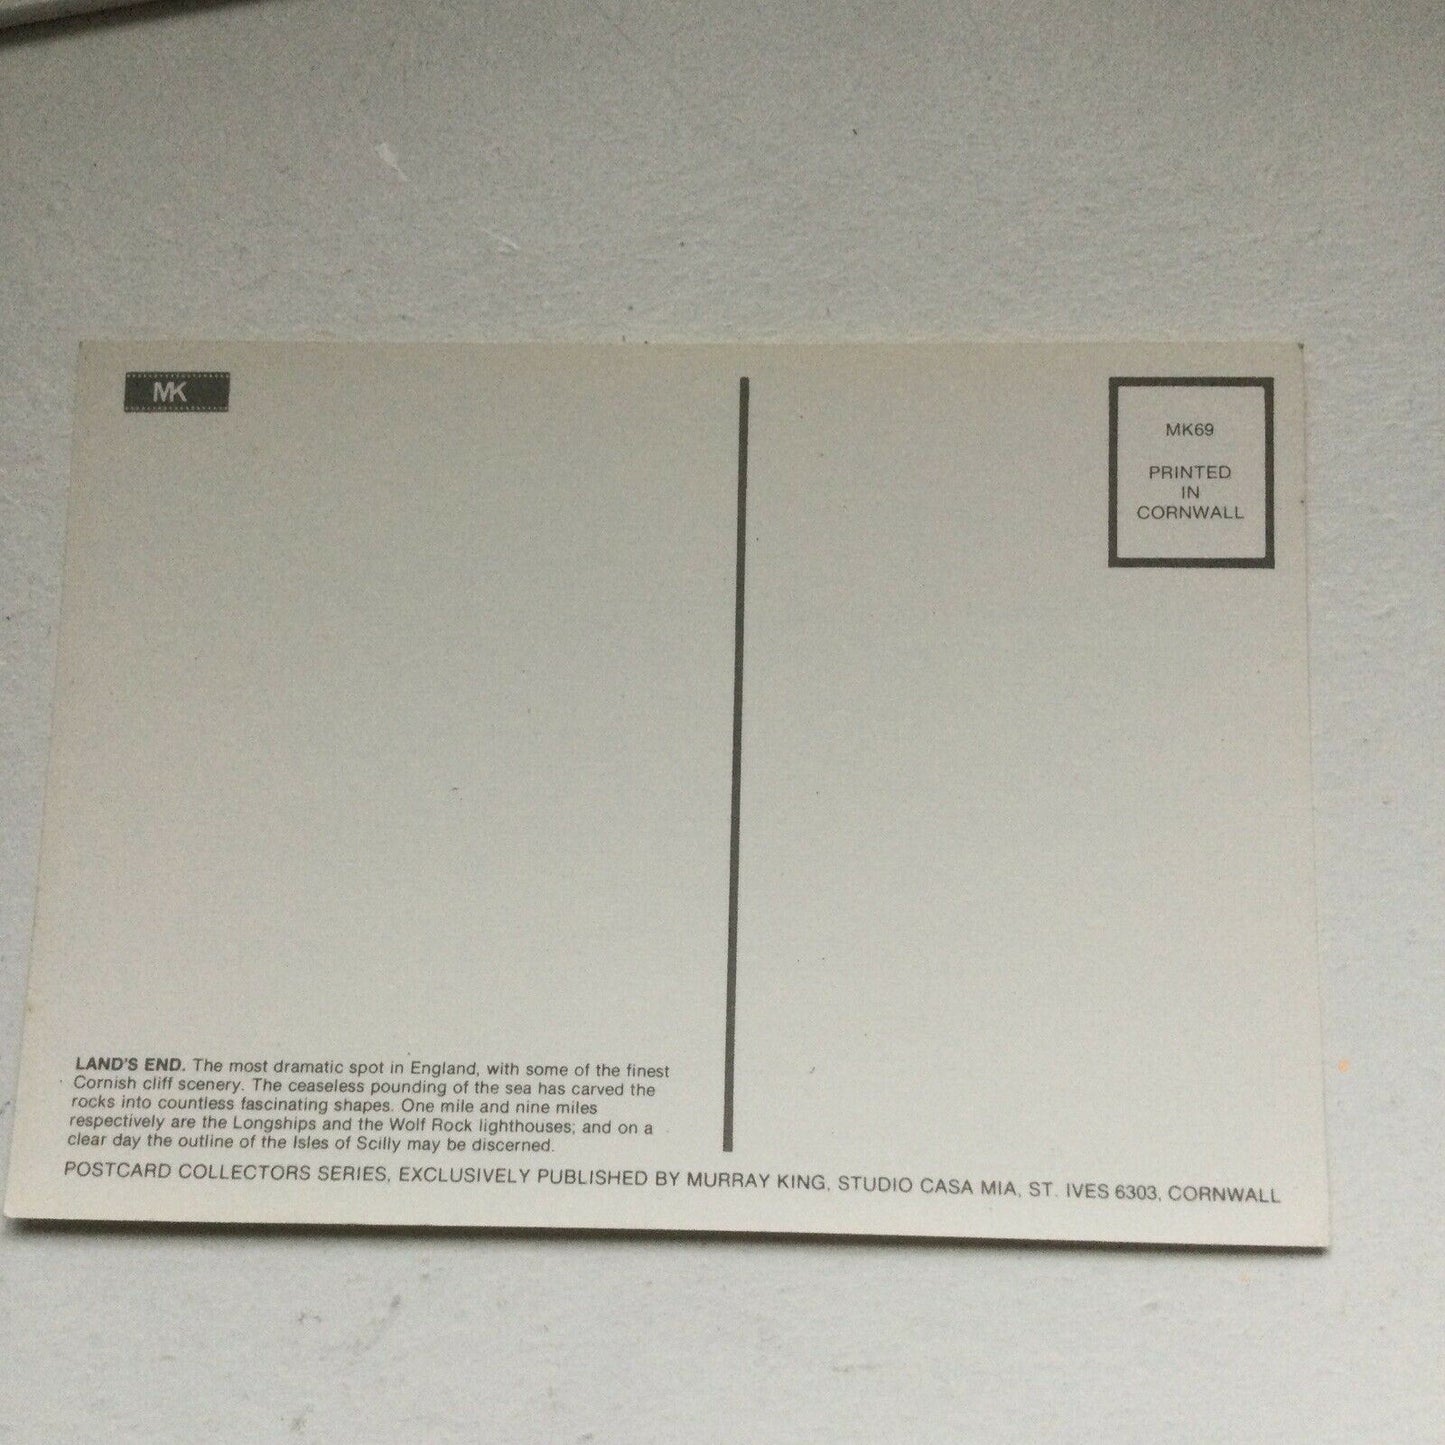 MK
MK69
PRINTED
IN
CORNWALL
LAND'S END. The most dramatic spot in England, with some of the finest
Cornish cliff scenery. The ceaseless pounding of the sea has carved the
rocks into countless fascinating shapes. One mile and nine miles
respectively are the Longships and the Wolf Rock lighthouses; and on a
clear day the outline of the Isles of Scilly may be discerned.
POSTCARD COLLECTORS SERIES, EXCLUSIVELY PUBLISHED BY MURRAY KING, STUDIO CASA MIA, ST. IVES 6303, CORNWALL